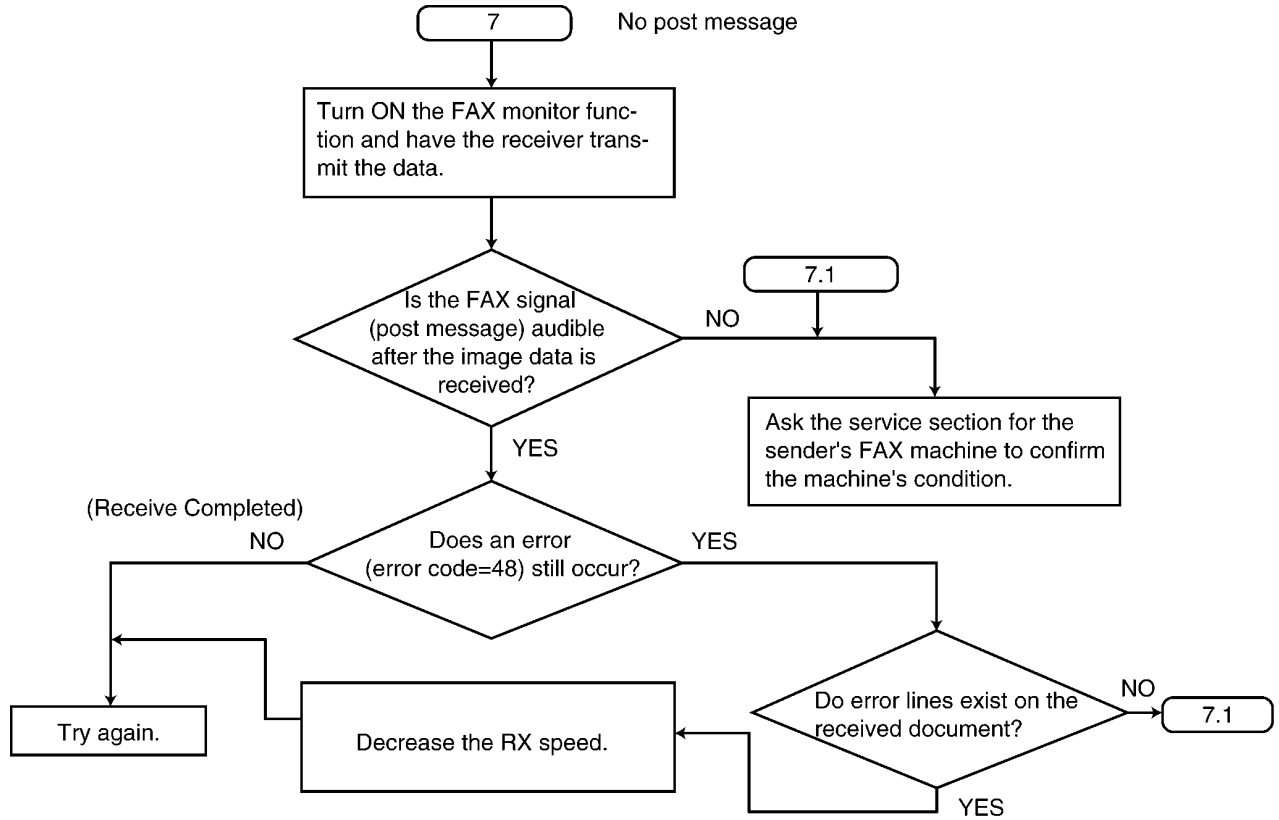 7
No post message
Turn ON the FAX monitor func-
tion and have the receiver trans-
mit the data.
7.1
Is the FAX signal
(post message) audible
after the image data is
received?
NO
Ask the service section for the
sender's FAX machine to confirm
the machine's condition.
YES
(Receive Completed)
NO
Does an error
(error code=48) still occur?
YES
Do error lines exist on the
received document?
NO
7.1
Try again.
Decrease the RX speed.
YES